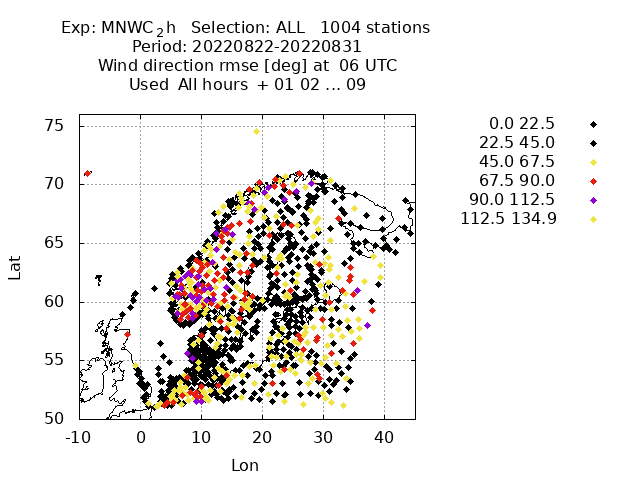 Exp: MNWC_2h   Selection: ALL   1004 stations
Period: 20220822-20220831
Wind direction rmse [deg] at  06 UTC
Used  All hours  + 01 02 ... 09
0.0 22.5
22.5 45.0
45.0 67.5
67.5 90.0
90.0 112.5
112.5 134.9
75
70
65
60
55
50
Lat
-10 0 10 20 30 40
Lon